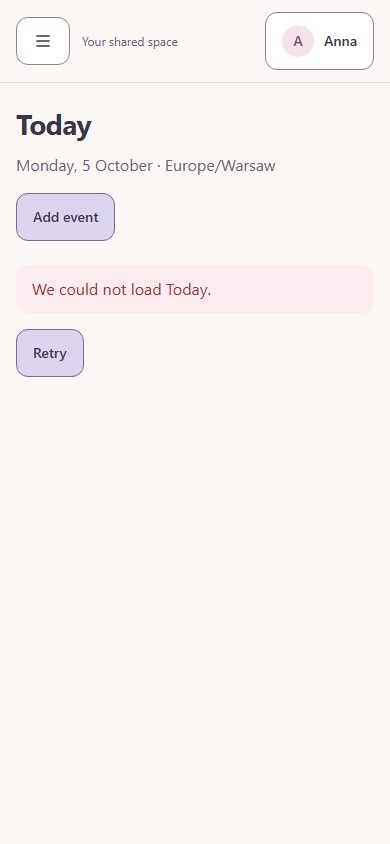 Your shared space
A
Anna
Today
Monday, 5 October · Europe/Warsaw
Add event
We could not load Today.
Retry